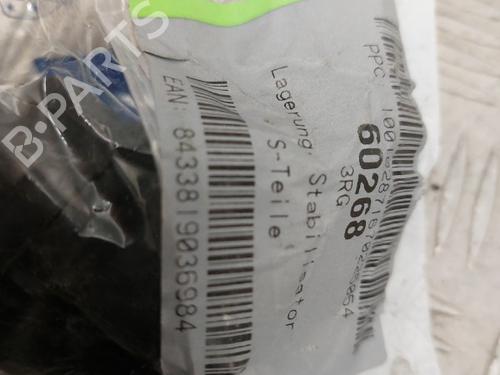 PPC
60268
3RG
Lagerung, Stabilisator
S-Teile
EAN: 8433819036984
B-PARTS